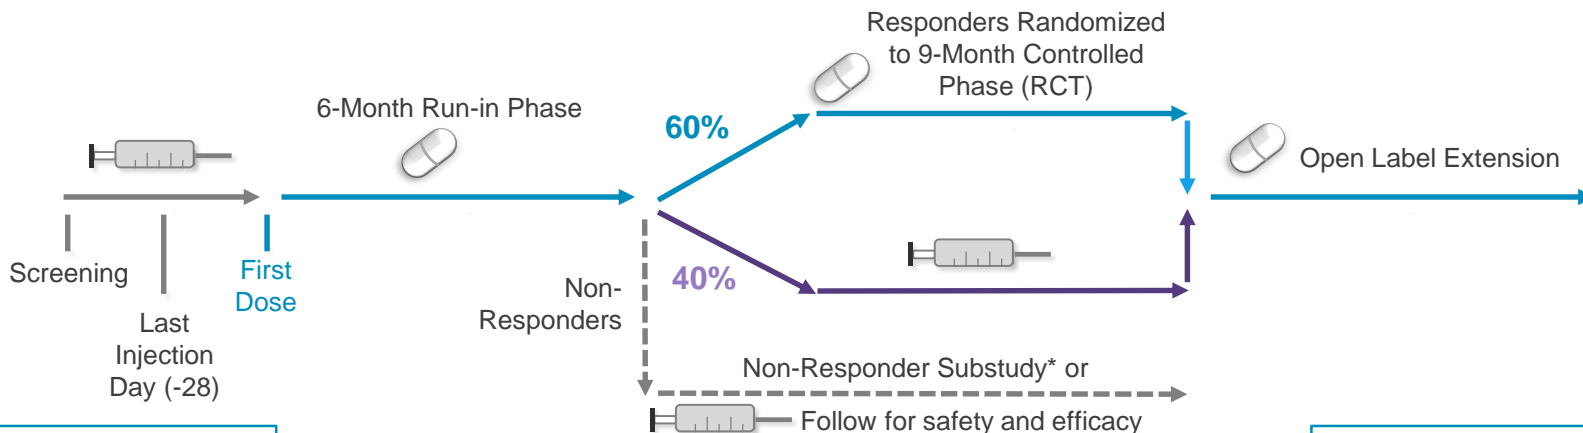 Responders Randomized
to 9-Month Controlled
Phase (RCT)
6-Month Run-in Phase
60%
Open Label Extension
Screening
First
Dose
Last
Injection
Day (-28)
Non-
Responders
40%
Non-Responder Substudy* or
Follow for safety and efficacy